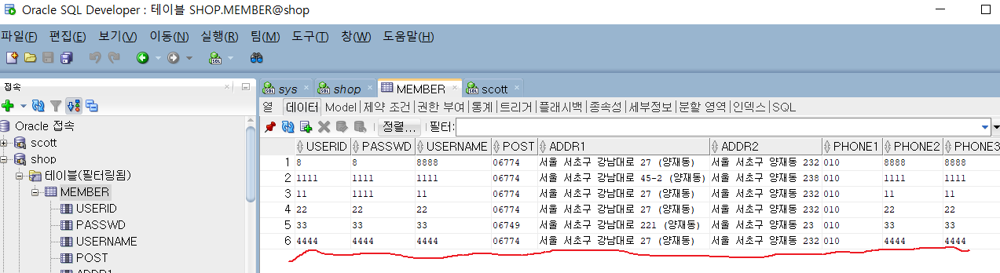 Oracle SQL Developer : 테이블 SHOP.MEMBER@shop
파일(F) 편집(E) 보기(V) 이동(N) 실행(R) 팀(M) 도구(T) 창(W) 도움말(H)
접속
sys shop MEMBER scott
열 데이터 Model 제약 조건 권한 부여 통계 트리거 플래시백 종속성 세부정보 분할 영역 인덱스 SQL
정렬... 필터:
Oracle 접속
scott
shop
테이블(필터링됨)
MEMBER
USERID
PASSWD
USERNAME
POST
ADDR1
USERID PASSWD USERNAME POST ADDR1 ADDR2 PHONE1 PHONE2 PHONE3
1 8 8 8888 06774 서울 서초구 강남대로 27 (양재동) 서울 서초구 양재동 232 010 8888 8888
2 1111 1111 1111 06774 서울 서초구 강남대로 45-2 (양재동) 서울 서초구 양재동 238 010 1111 1111
3 11 1111 11 06774 서울 서초구 강남대로 27 (양재동) 서울 서초구 양재동 232 010 11 11
4 22 22 22 06774 서울 서초구 강남대로 27 (양재동) 서울 서초구 양재동 232 010 22 22
5 33 33 33 06749 서울 서초구 강남대로 221 (양재동) 서울 서초구 양재동 23 010 33 33
6 4444 4444 4444 06774 서울 서초구 강남대로 27 (양재동) 서울 서초구 양재동 232 010 4444 4444